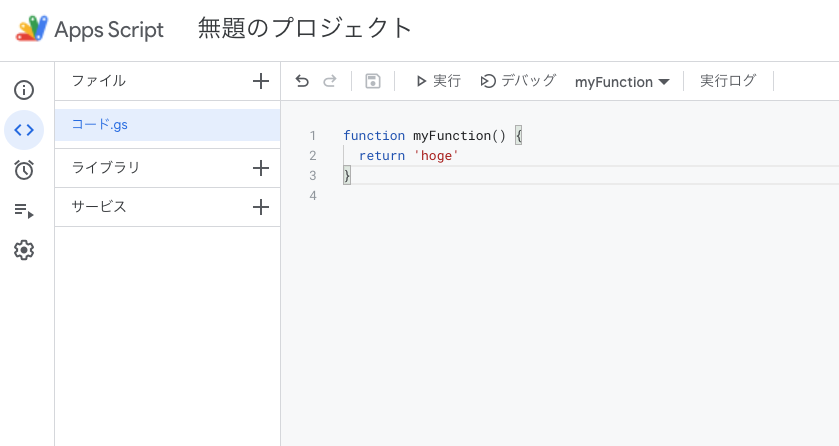 Apps Script 無題のプロジェクト
ファイル
コード.gs
ライブラリ
サービス
実行 デバッグ myFunction 実行ログ
1 function myFunction() {
2 return 'hoge'
3 }
4